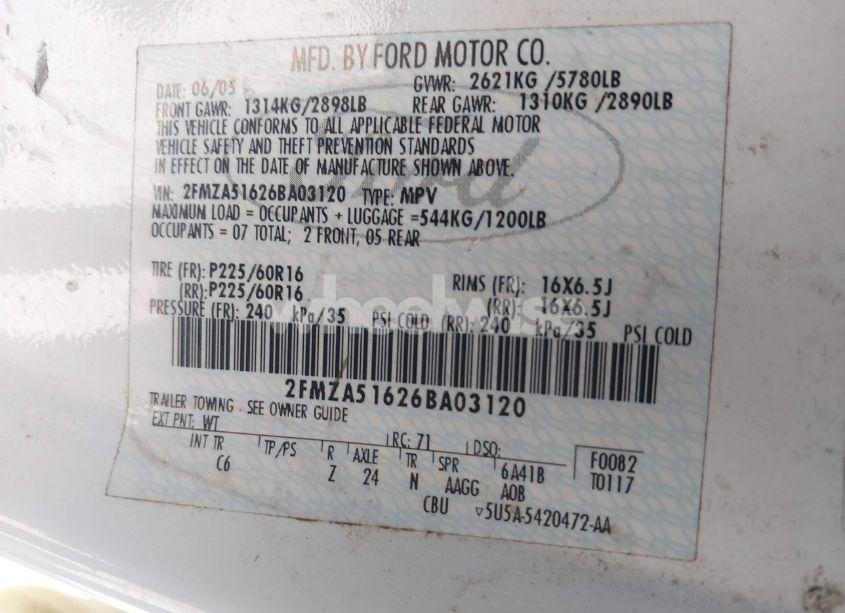 MFD. BY FORD MOTOR CO.
DATE: 06/05 GVWR: 2621KG /5780LB
FRONT GAWR: 1314KG/2898LB REAR GAWR: 1310KG /2890LB
THIS VEHICLE CONFORMS TO ALL APPLICABLE FEDERAL MOTOR
VEHICLE SAFETY AND THEFT PREVENTION STANDARDS
IN EFFECT ON THE DATE OF MANUFACTURE SHOWN ABOVE.
Ford
VIN: 2FMZA51626BA03120 TYPE: MPV
MAXIMUM LOAD = OCCUPANTS + LUGGAGE =544KG/1200LB
OCCUPANTS = 07 TOTAL; 2 FRONT, 05 REAR
TIRE (FR): P225/60R16 RIMS (FR): 16X6.5J
(RR): P225/60R16 (RR): 16X6.5J
PRESSURE (FR): 240 kPa/35 PSI COLD (RR): 240 kPa/35 PSI COLD
2FMZA51626BA03120
TRAILER TOWING - SEE OWNER GUIDE
EXT PNT: WT RC: 71 DSO:
INT TR TP/PS R AXLE TR SPR 6A41B F0082
C6 Z 24 N AAGG AOB T0117
CBU ▽5U5A-5420472-AA